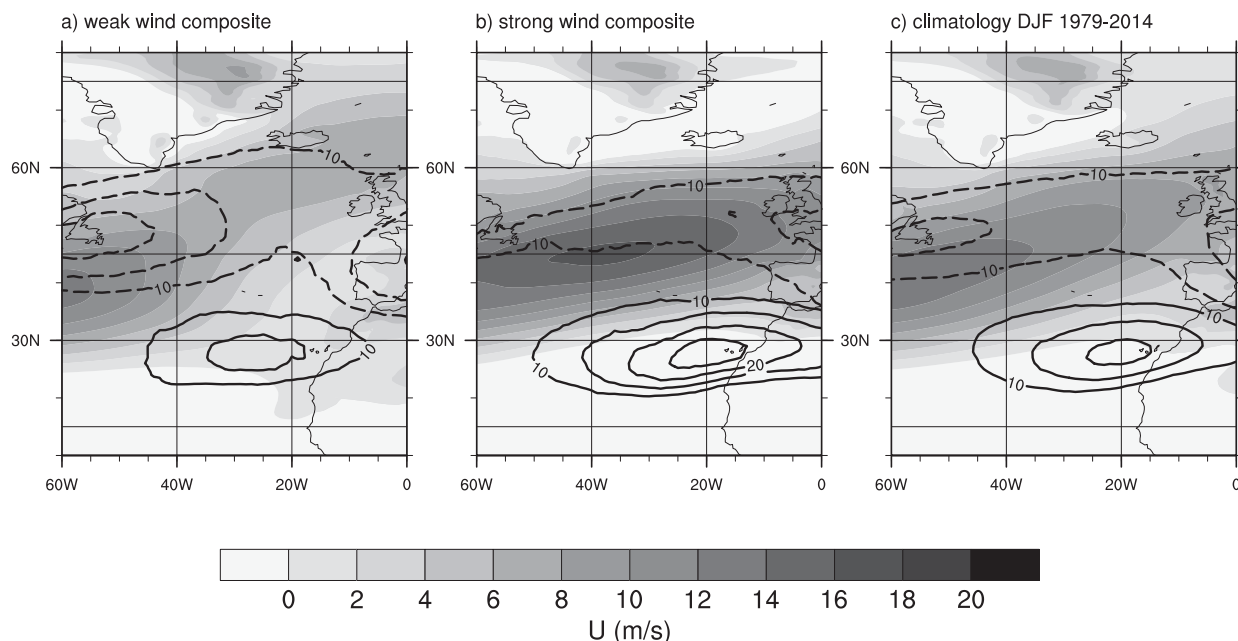 a) weak wind composite
b) strong wind composite
c) climatology DJF 1979-2014
60N
60N
60N
10
10
10
10
10
10
10
10
30N
30N
30N
10
10
20
10
10
60W 40W 20W 0
60W 40W 20W 0
60W 40W 20W 0
0 2 4 6 8 10 12 14 16 18 20
U (m/s)